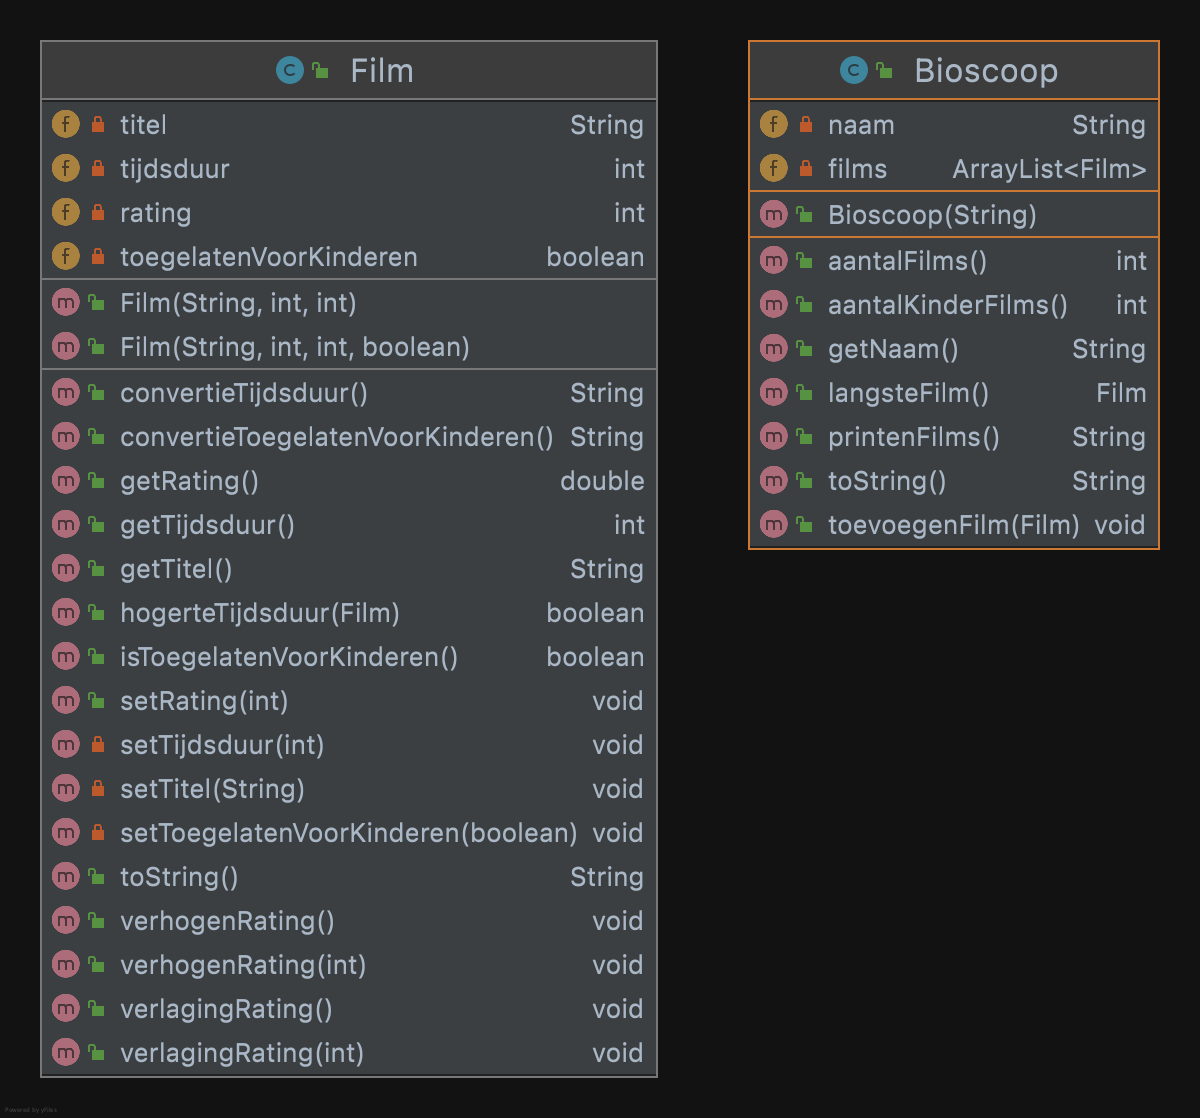 Film
titel String
tijdsduur int
rating int
toegelatenVoorKinderen boolean
Film(String, int, int)
Film(String, int, int, boolean)
convertieTijdsduur() String
convertieToegelatenVoorKinderen() String
getRating() double
getTijdsduur() int
getTitel() String
hogerteTijdsduur(Film) boolean
isToegelatenVoorKinderen() boolean
setRating(int) void
setTijdsduur(int) void
setTitel(String) void
setToegelatenVoorKinderen(boolean) void
toString() String
verhogenRating() void
verhogenRating(int) void
verlagingRating() void
verlagingRating(int) void
Bioscoop
naam String
films ArrayList<Film>
Bioscoop(String)
aantalFilms() int
aantalKinderFilms() int
getNaam() String
langsteFilm() Film
printenFilms() String
toString() String
toevoegenFilm(Film) void
Powered by yFiles